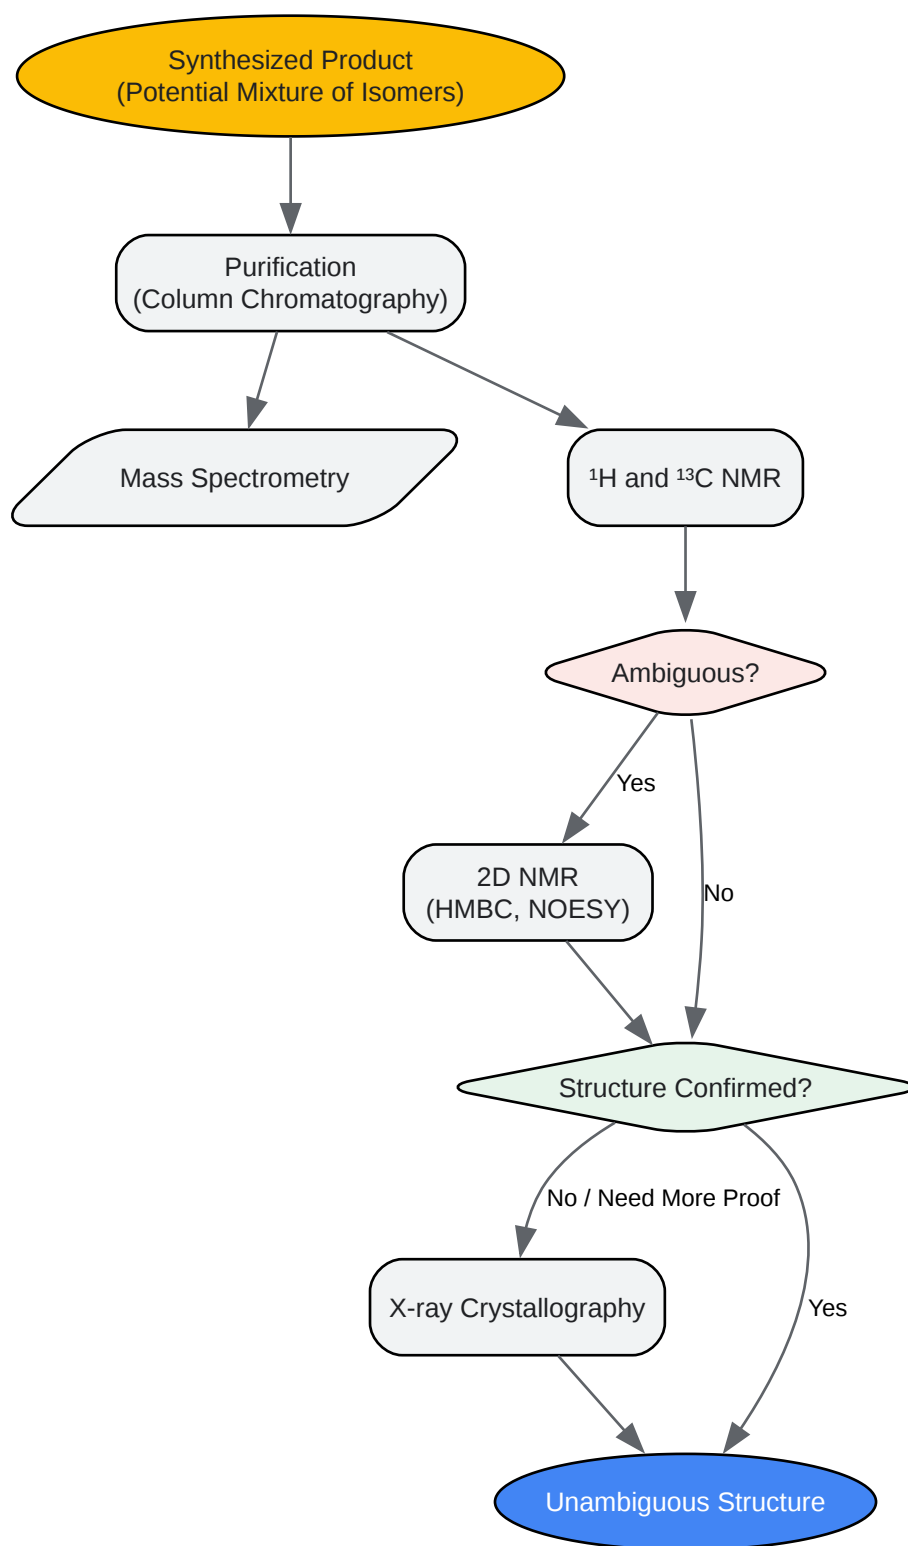 Synthesized Product
(Potential Mixture of Isomers)
Purification
(Column Chromatography)
Mass Spectrometry
¹H and ¹³C NMR
Ambiguous?
Yes
2D NMR
(HMBC, NOESY)
No
Structure Confirmed?
No / Need More Proof
X-ray Crystallography
Yes
Unambiguous Structure